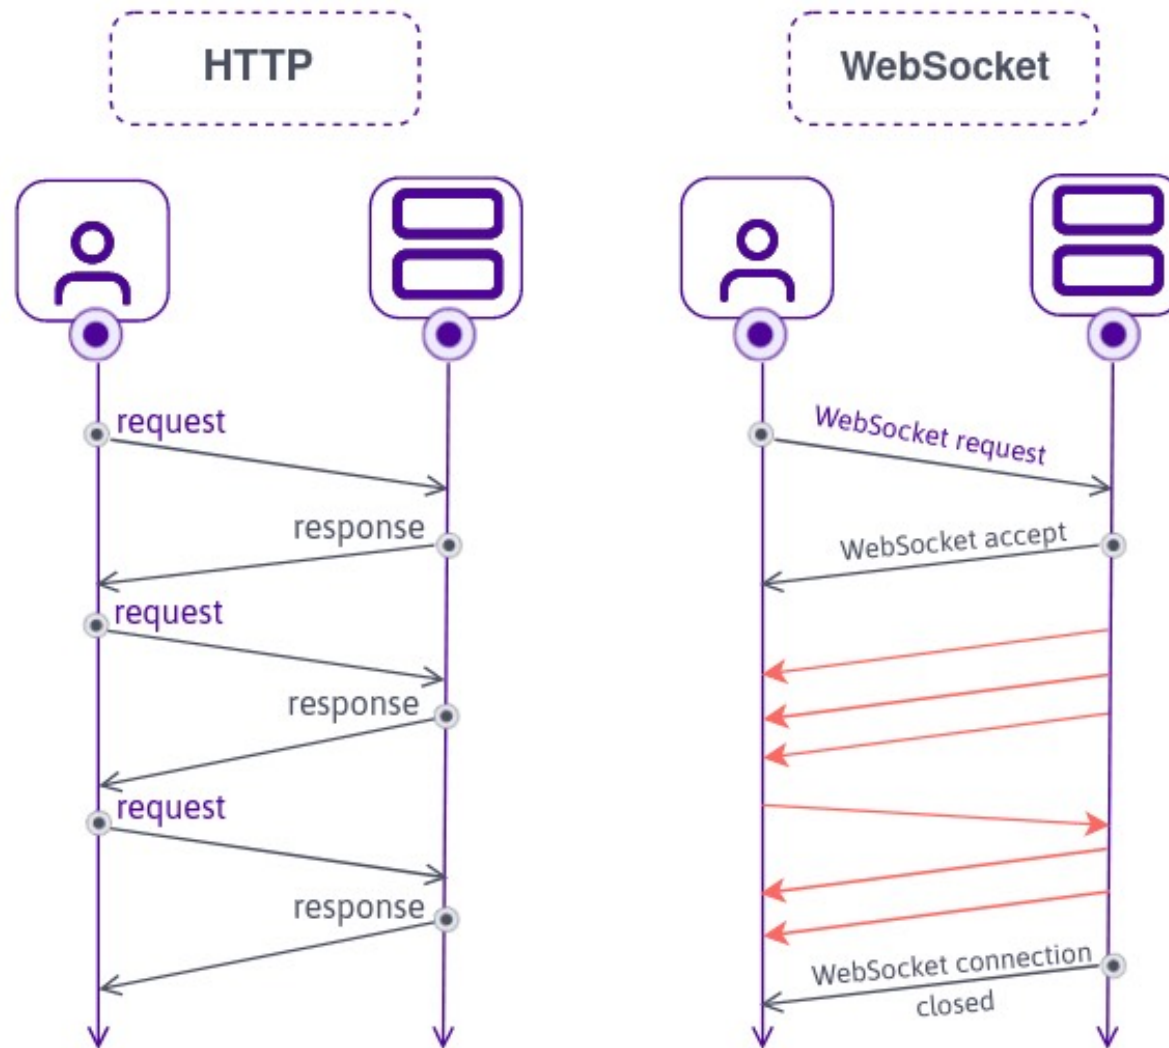 HTTP
request
response
request
response
request
response
WebSocket
WebSocket request
WebSocket accept
WebSocket connection
closed